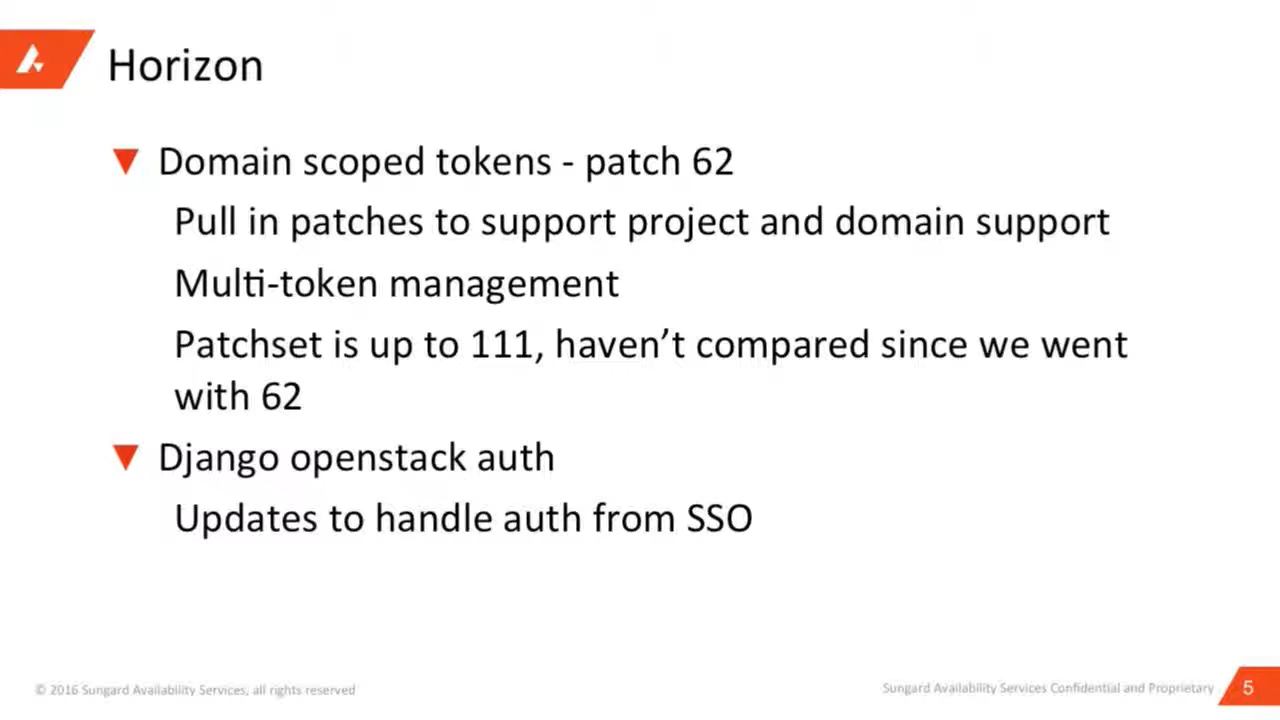 Horizon
Domain scoped tokens - patch 62
Pull in patches to support project and domain support
Multi-token management
Patchset is up to 111, haven’t compared since we went
with 62
Django openstack auth
Updates to handle auth from SSO
© 2016 Sungard Availability Services, all rights reserved
Sungard Availability Services Confidential and Proprietary
5